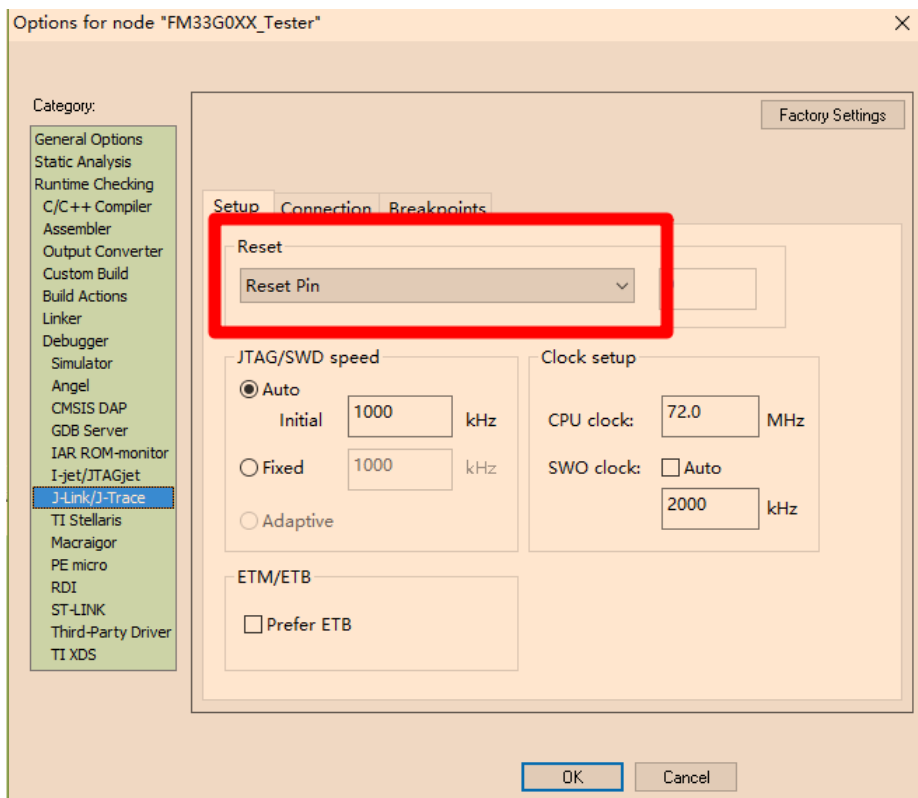 Options for node "FM33G0XX_Tester"
Category:
Factory Settings
General Options
Static Analysis
Runtime Checking
C/C++ Compiler
Assembler
Output Converter
Custom Build
Build Actions
Linker
Debugger
Simulator
Angel
CMSIS DAP
GDB Server
IAR ROM-monitor
I-jet/JTAGjet
J-Link/J-Trace
TI Stellaris
Macraigor
PE micro
RDI
ST-LINK
Third-Party Driver
TI XDS
Setup Connection Breakpoints
Reset
Reset Pin
JTAG/SWD speed
Auto
Initial 1000 kHz
Fixed 1000 kHz
Adaptive
Clock setup
CPU clock: 72.0 MHz
SWO clock: Auto
2000 kHz
ETM/ETB
Prefer ETB
OK Cancel